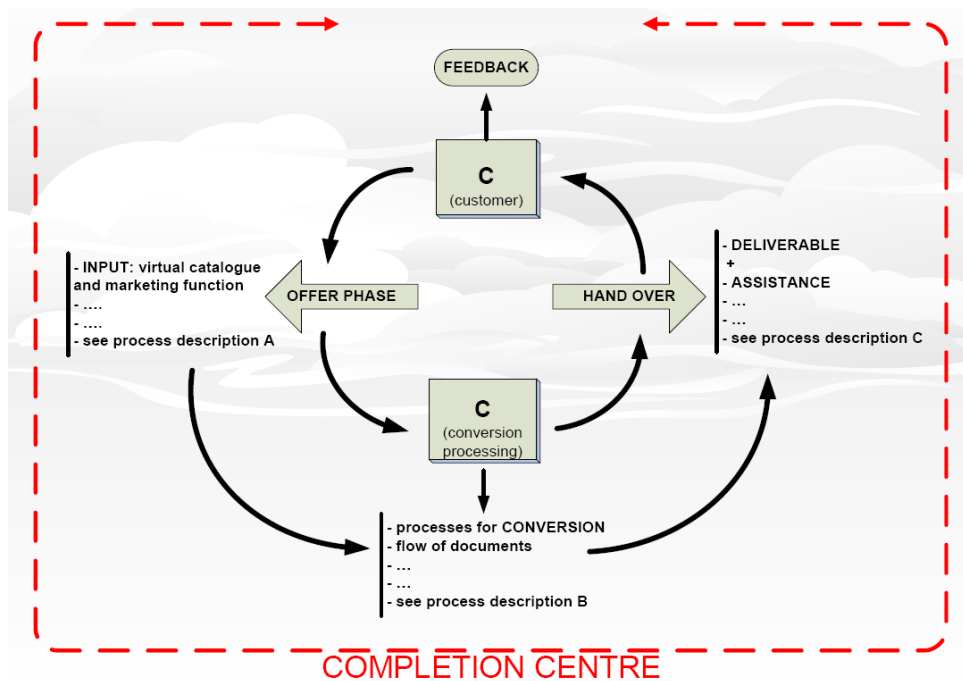 FEEDBACK
C
(customer)
- INPUT: virtual catalogue
and marketing function
- ....
- ....
- see process description A
OFFER PHASE
HAND OVER
- DELIVERABLE
+
- ASSISTANCE
- ...
- ...
- see process description C
C
(conversion
processing)
- processes for CONVERSION
- flow of documents
- ...
- ...
- see process description B
COMPLETION CENTRE